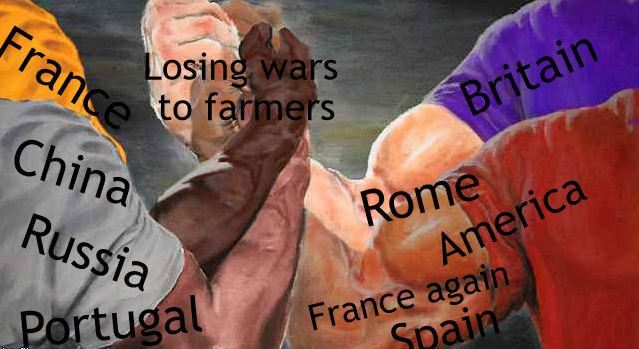 Losing wars
to farmers
France
China
Russia
Portugal
Britain
Rome
America
France again
Spain